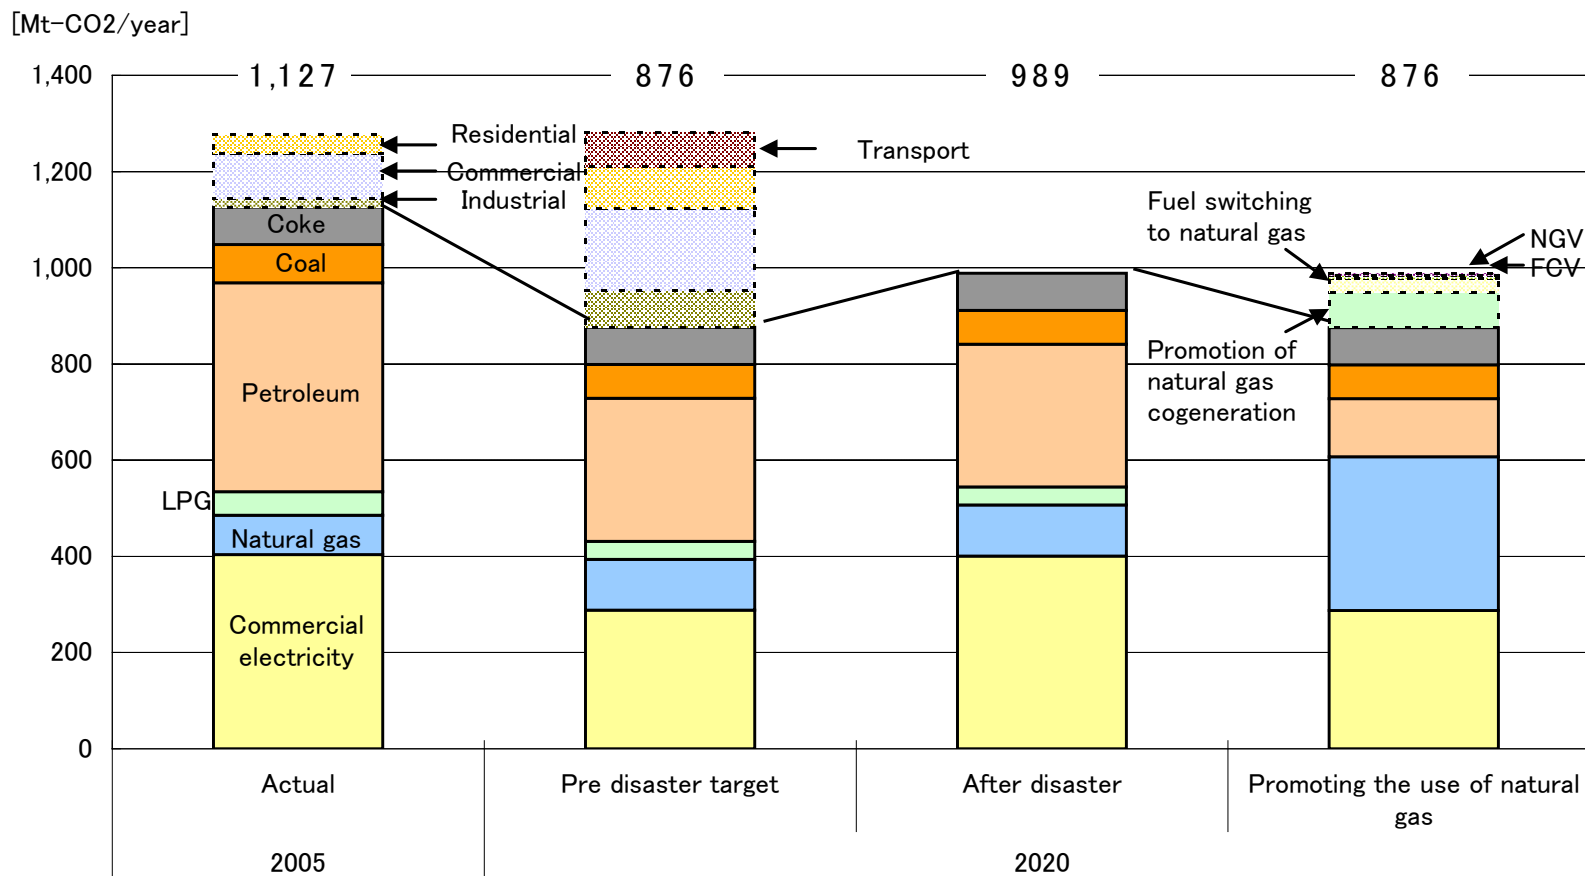 [Mt-CO2/year]
1,400
1,127
876
989
876
Residential
Transport
1,200
Commercial
Industrial
Fuel switching
to natural gas
NGV
FCV
Coke
Coal
1,000
Promotion of
natural gas
cogeneration
800
Petroleum
600
LPG
Natural gas
400
Commercial
electricity
200
0
Actual
Pre disaster target
After disaster
Promoting the use of natural
gas
2005
2020